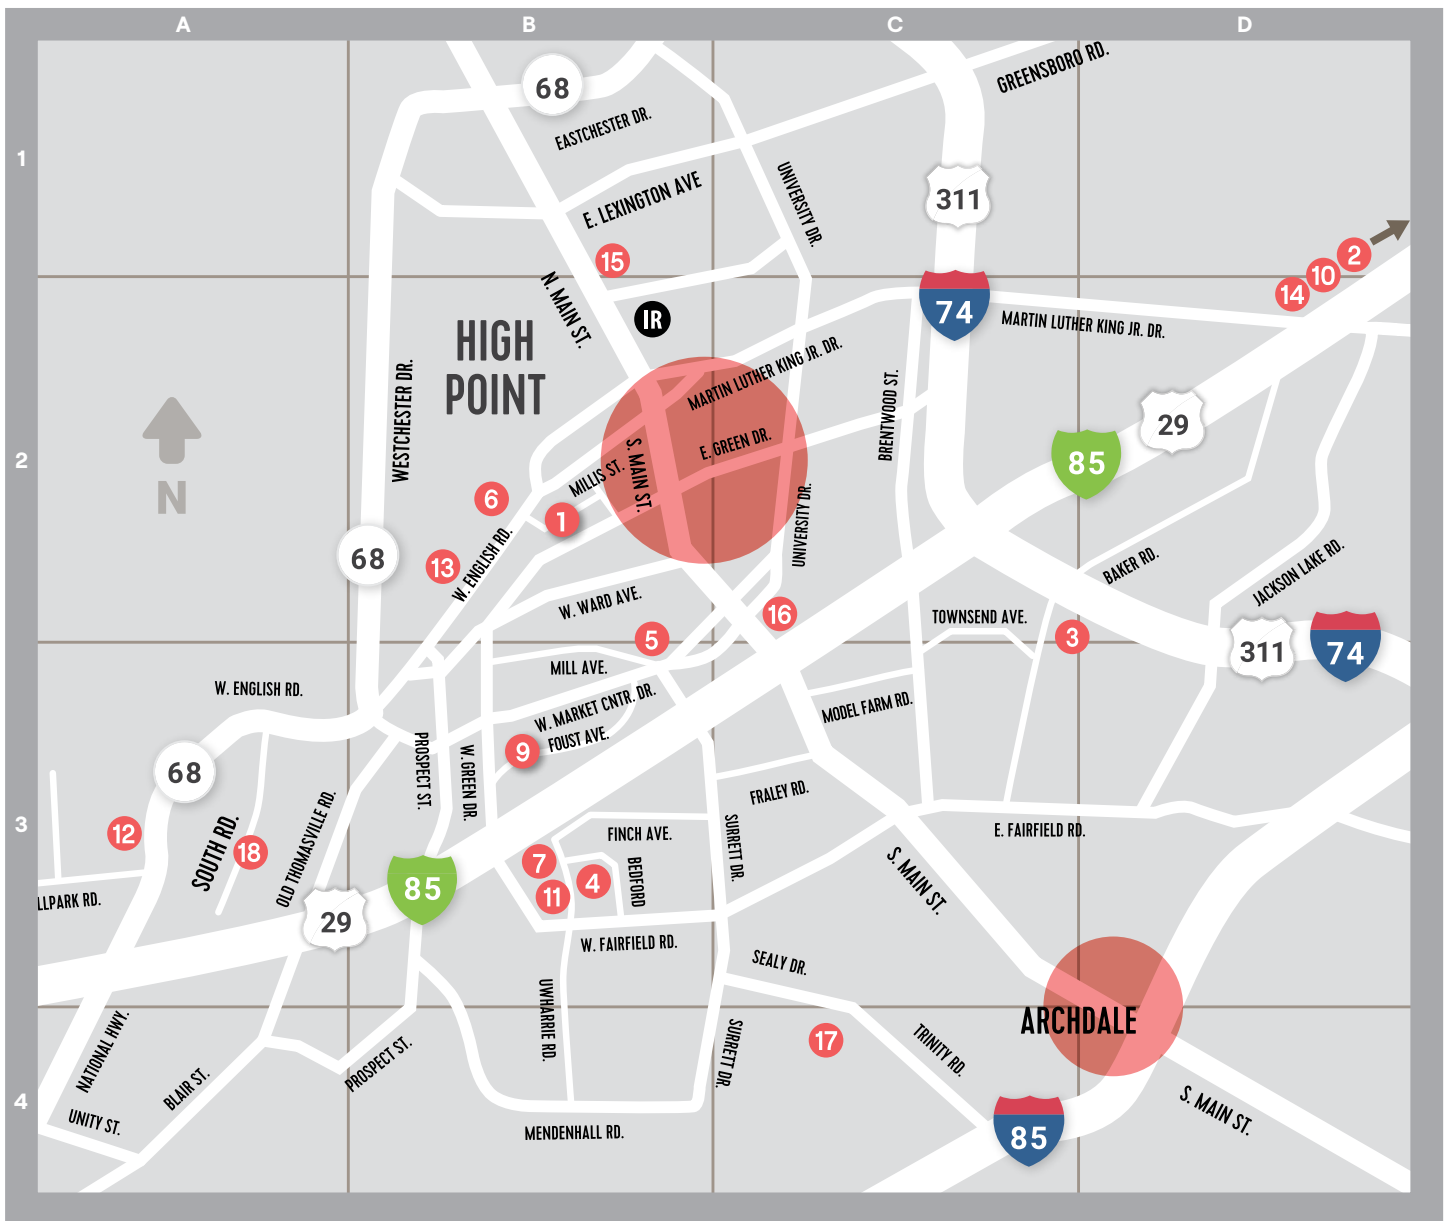 A
B
C
D
1
2
3
4
68
EASTCHESTER DR.
GREENSBORO RD.
E. LEXINGTON AVE
UNIVERSITY DR.
311
15
2
10
14
N. MAIN ST.
IR
74
MARTIN LUTHER KING JR. DR.
HIGH
POINT
WESTCHESTER DR.
MARTIN LUTHER KING JR. DR.
BRENTWOOD ST.
29
85
E. GREEN DR.
S. MAIN ST.
MILLIS ST.
N
6
1
UNIVERSITY DR.
68
13
W. ENGLISH RD.
BAKER RD.
JACKSON LAKE RD.
W. WARD AVE.
16
TOWNSEND AVE.
5
3
311
74
MILL AVE.
W. ENGLISH RD.
W. MARKET CNTR. DR.
MODEL FARM RD.
FOUST AVE.
9
68
PROSPECT ST.
W. GREEN DR.
FRALEY RD.
12
SOUTH RD.
18
OLD THOMASVILLE RD.
FINCH AVE.
SURRETT DR.
E. FAIRFIELD RD.
7
4
11
BEDFORD
85
S. MAIN ST.
LLPARK RD.
29
W. FAIRFIELD RD.
SEALY DR.
UWHARRIE RD.
ARCHDALE
NATIONAL HWY.
17
SURRETT DR.
TRINITY RD.
PROSPECT ST.
BLAIR ST.
UNITY ST.
S. MAIN ST.
MENDENHALL RD.
85